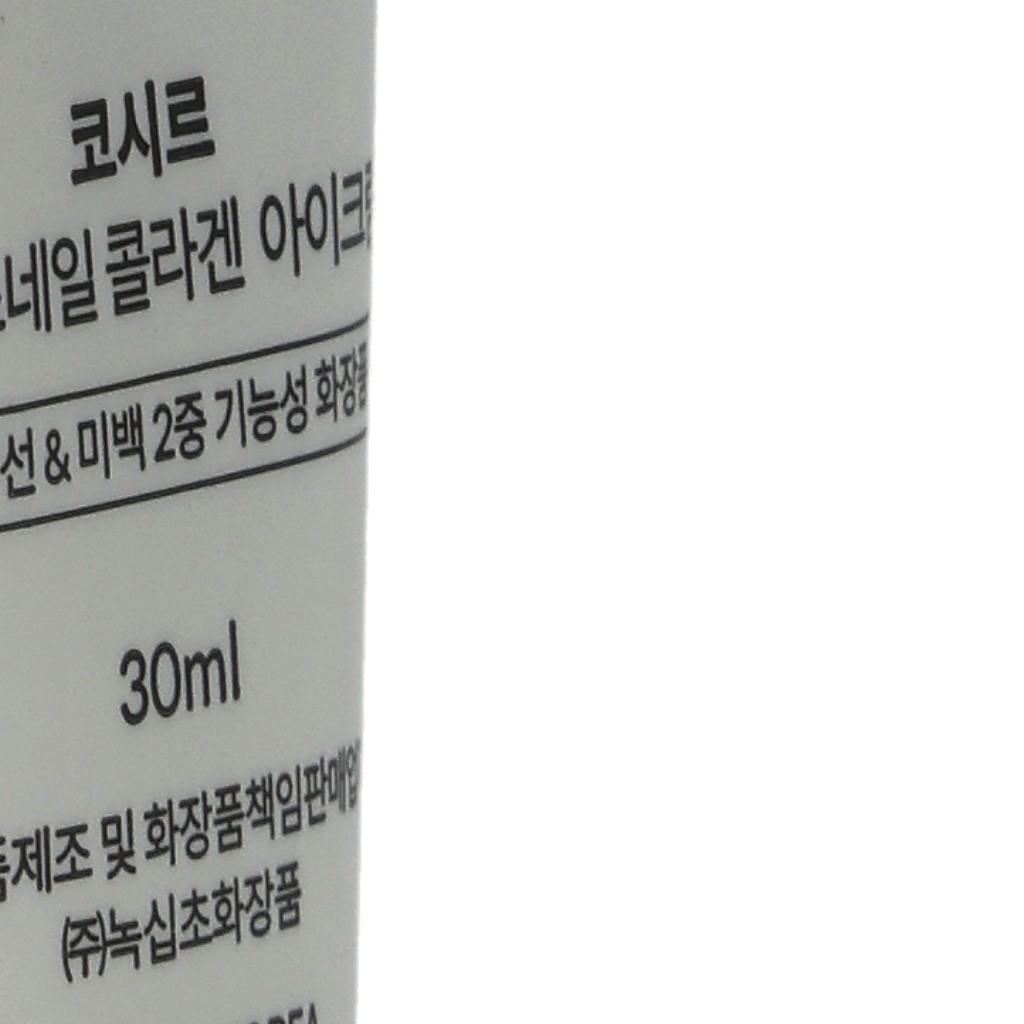 코시르
네일 콜라겐 아이크
선 & 미백 2중 기능성 화장품
30ml
제조 및 화장품책임판매업
(주)녹십초화장품